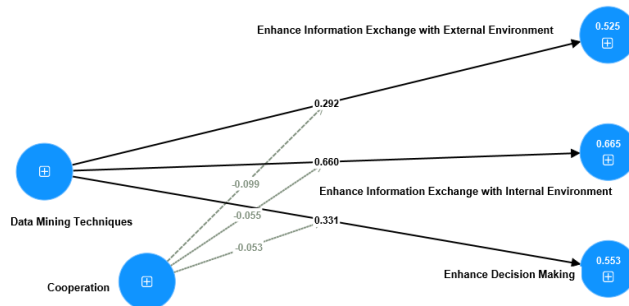 0.525
Enhance Information Exchange with External Environment
0.292
0.665
0.660
-0.099
Enhance Information Exchange with Internal Environment
-0.055
Data Mining Techniques
0.331
-0.053
0.553
Enhance Decision Making
Cooperation